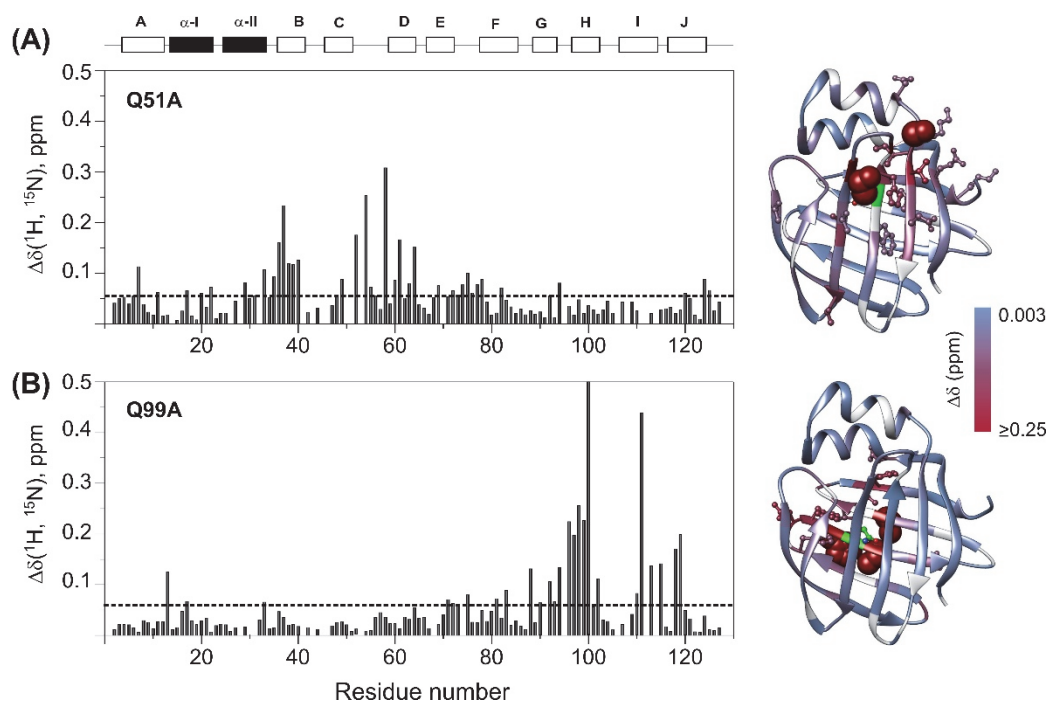 A α-I α-II B C D E F G H I J
(A)
Q51A
0.5
0.4
0.3
0.2
0.1
Δδ(¹H, ¹⁵N), ppm
20 40 60 80 100 120
(B)
Q99A
0.5
0.4
0.3
0.2
0.1
Δδ(¹H, ¹⁵N), ppm
20 40 60 80 100 120
Residue number
0.003
Δδ (ppm)
≥0.25